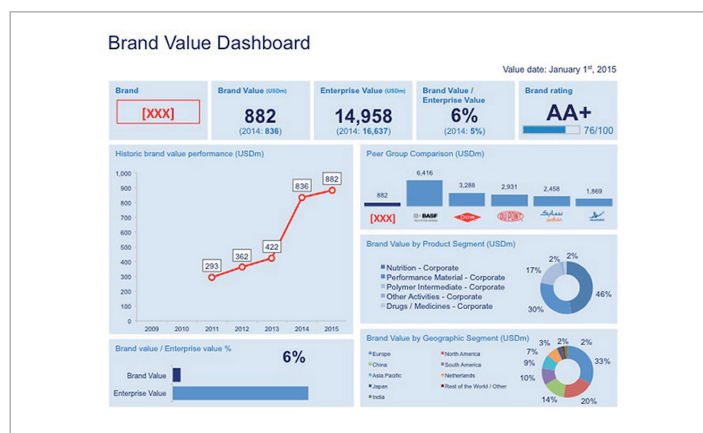 Brand Value Dashboard
Value date: January 1st, 2015
Brand
[XXX]
Brand Value (USDm)
882
(2014: 836)
Enterprise Value (USDm)
14,958
(2014: 16,637)
Brand Value /
Enterprise Value
6%
(2014: 5%)
Brand rating
AA+
76/100
Historic brand value performance (USDm)
1,000
900
800
700
600
500
400
300
200
100
0
293
362
422
836
882
2009 2010 2011 2012 2013 2014 2015
Brand value / Enterprise value %
6%
Brand Value
Enterprise Value
Peer Group Comparison (USDm)
882 6,416 3,288 2,931 2,458 1,869
[XXX] BASF DOW DUPONT سابك
Brand Value by Product Segment (USDm)
Nutrition - Corporate
Performance Material - Corporate
Polymer Intermediate - Corporate
Other Activities - Corporate
Drugs / Medicines - Corporate
2% 2%
17%
46%
30%
Brand Value by Geographic Segment (USDm)
Europe North America
China South America
Asia Pacific Netherlands
Japan Rest of the World / Other
India
3% 2% 2%
7% 33%
9%
10%
14% 20%